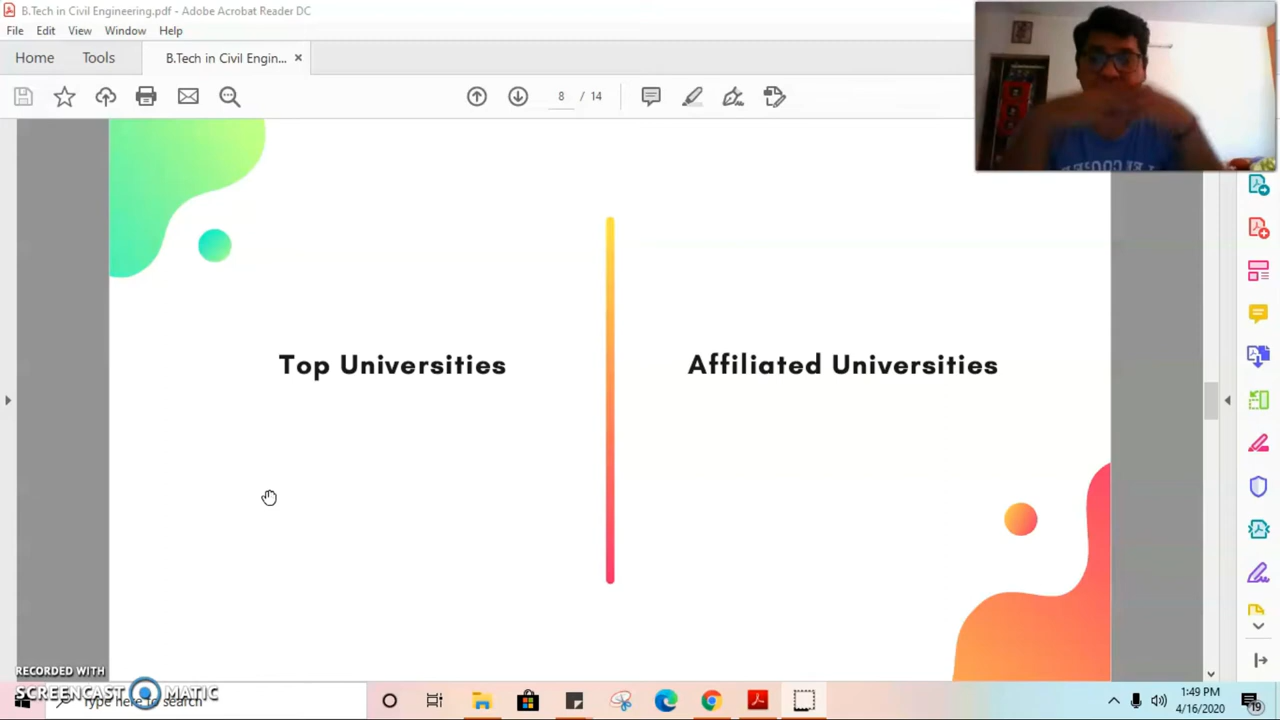 B.Tech in Civil Engineering.pdf - Adobe Acrobat Reader DC
File Edit View Window Help
Home Tools B.Tech in Civil Engin... ×
8 / 14
Top Universities Affiliated Universities
RECORDED WITH
SCREENCAST MATIC
Type here to search
1:49 PM
4/16/2020
19